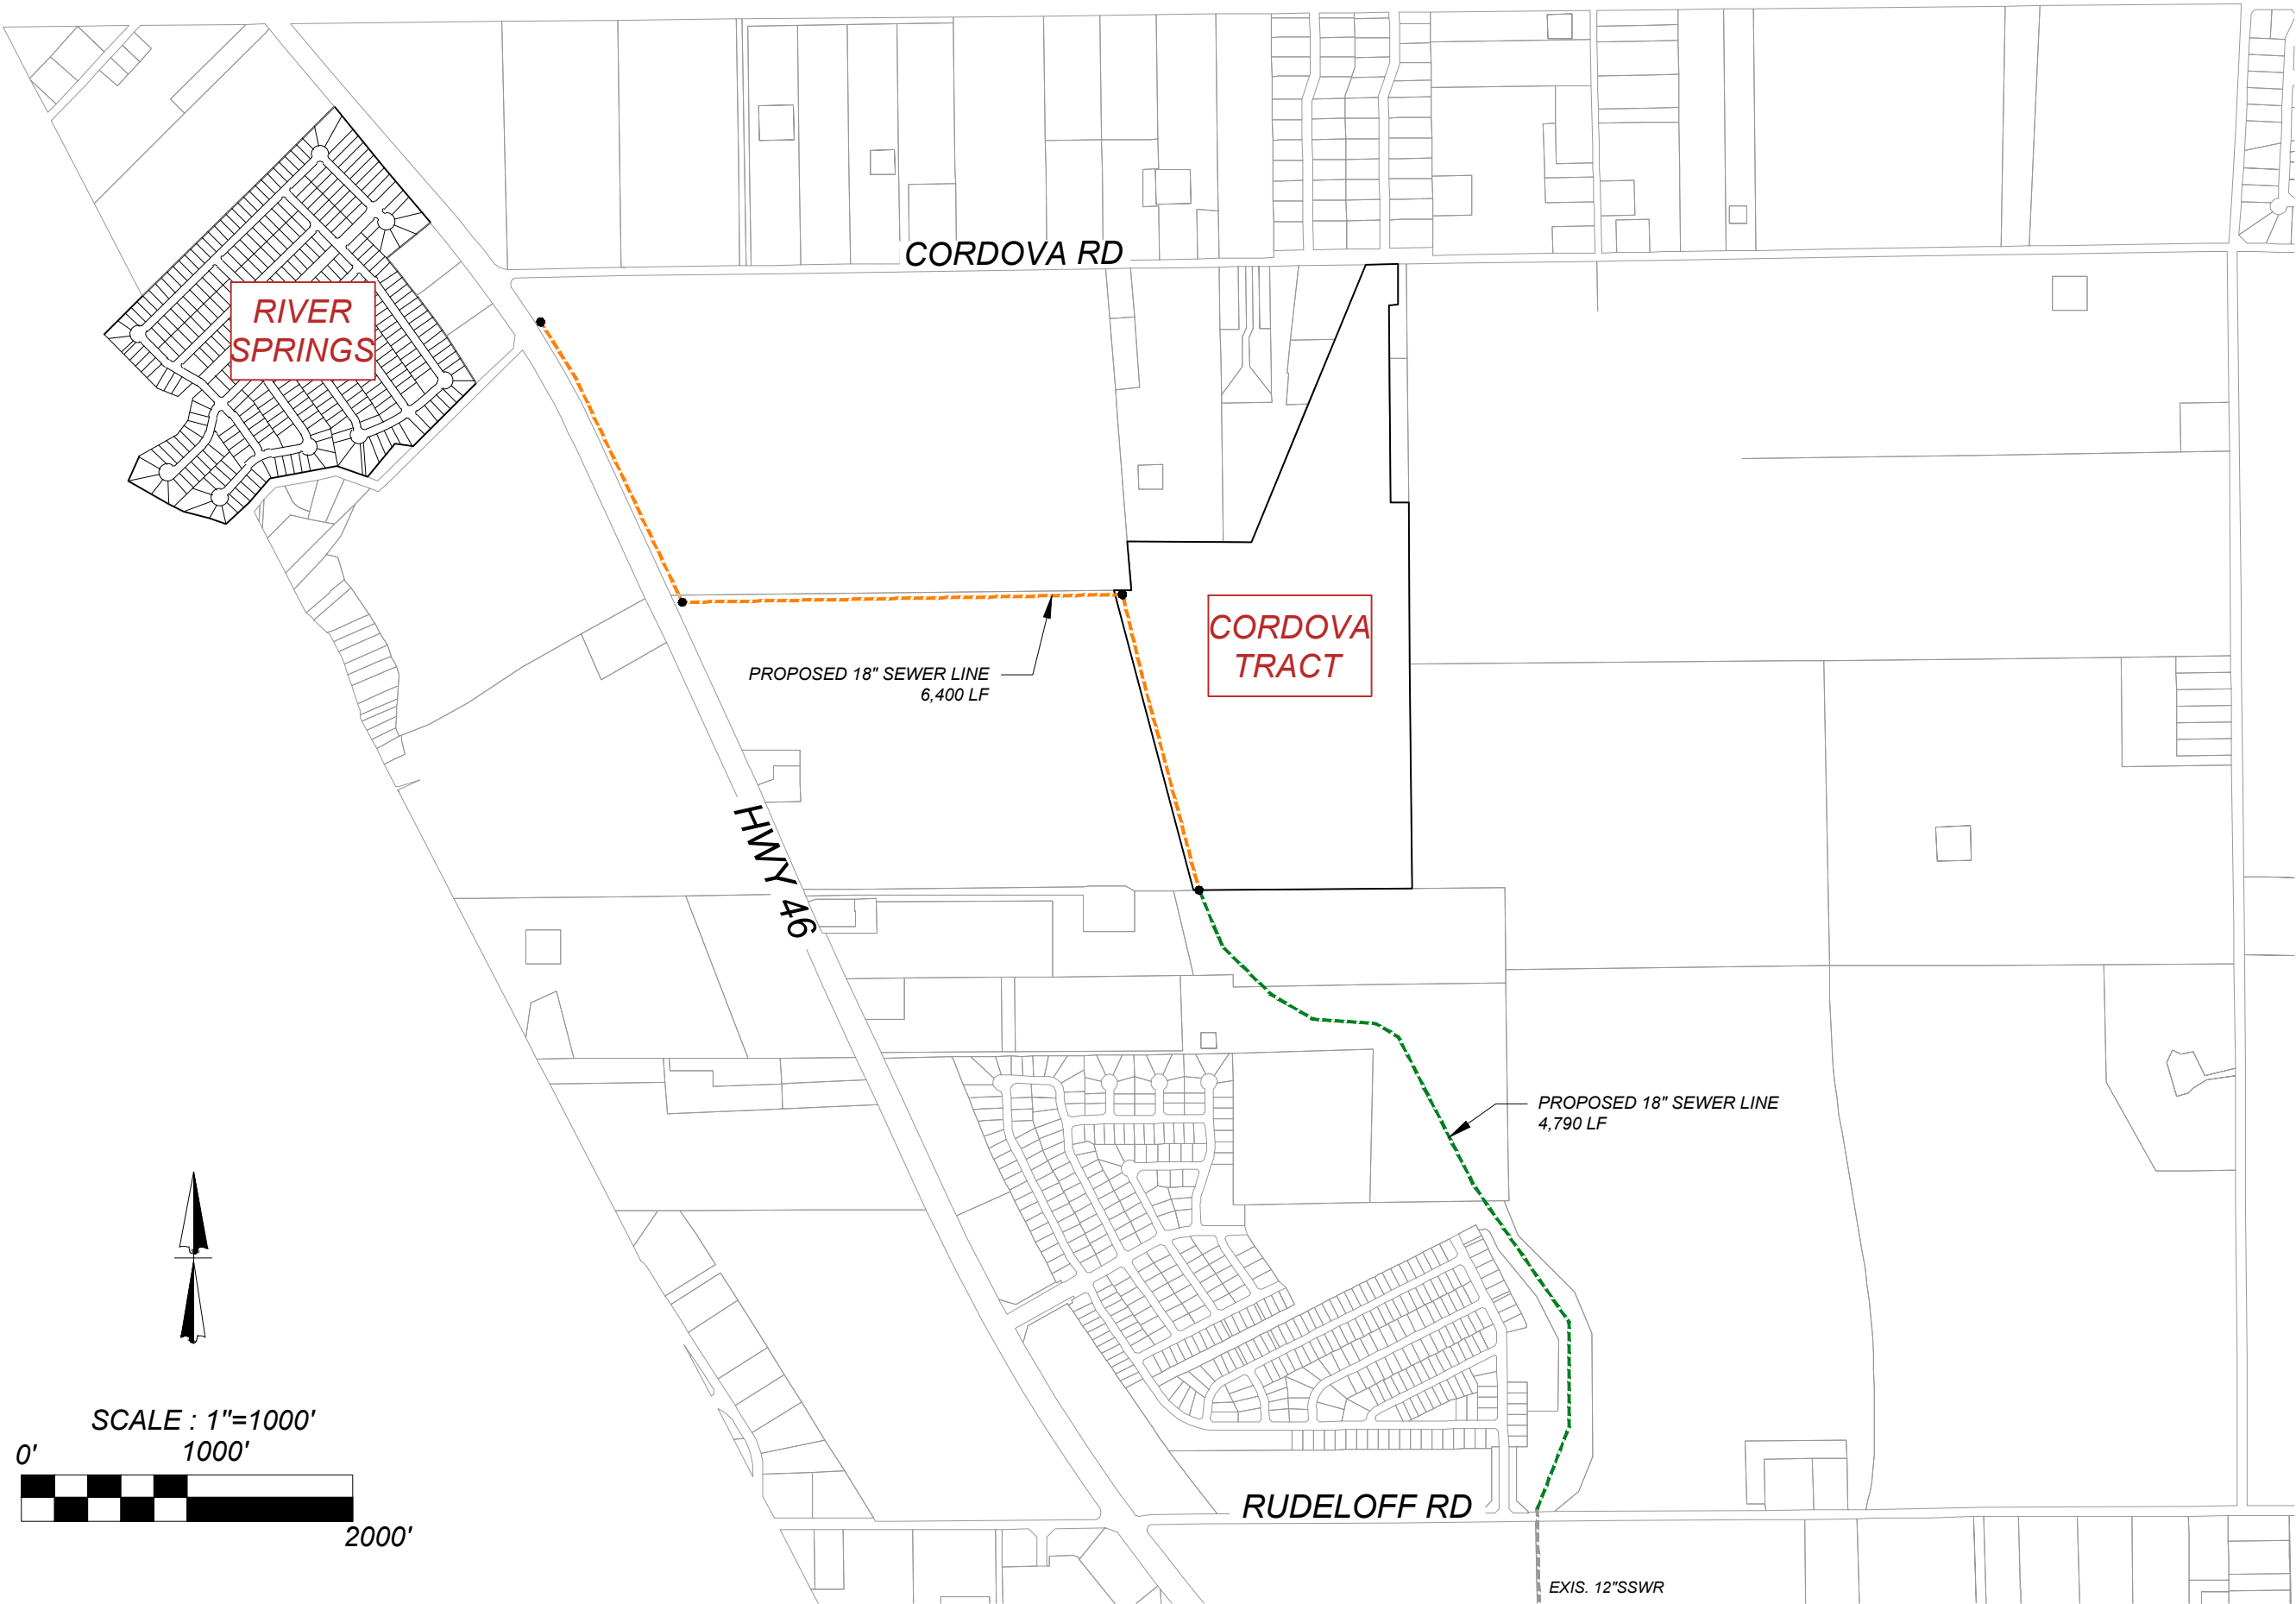 CORDOVA RD
RIVER
SPRINGS
CORDOVA
TRACT
PROPOSED 18" SEWER LINE
6,400 LF
HWY 46
PROPOSED 18" SEWER LINE
4,790 LF
SCALE : 1"=1000'
0'
1000'
2000'
RUDELOFF RD
EXIS. 12"SSWR